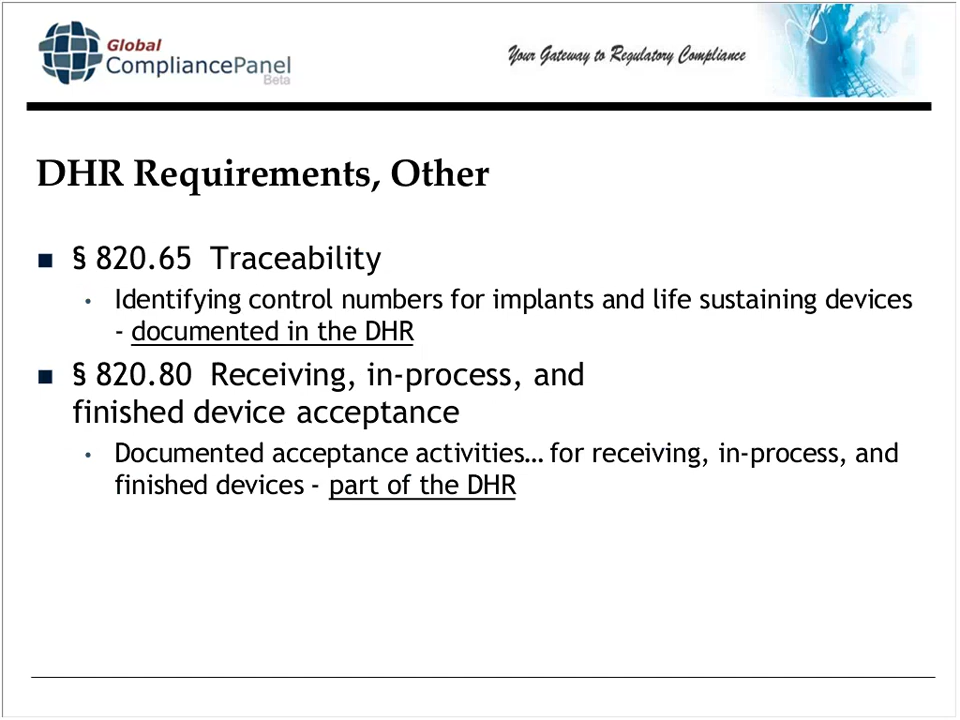 Global
CompliancePanel
Beta
Your Gateway to Regulatory Compliance
DHR Requirements, Other
§ 820.65 Traceability
Identifying control numbers for implants and life sustaining devices
- documented in the DHR
§ 820.80 Receiving, in-process, and
finished device acceptance
Documented acceptance activities… for receiving, in-process, and
finished devices - part of the DHR